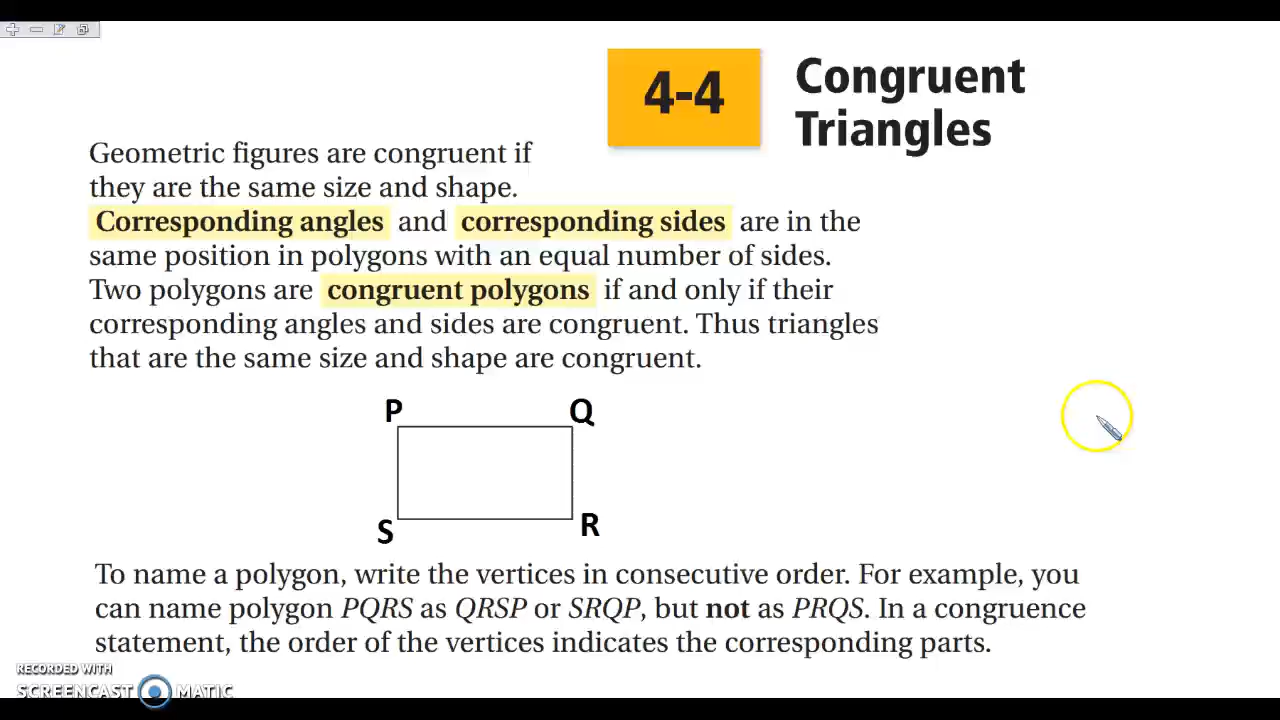 4-4
Congruent
Triangles
Geometric figures are congruent if
they are the same size and shape.
Corresponding angles and corresponding sides are in the
same position in polygons with an equal number of sides.
Two polygons are congruent polygons if and only if their
corresponding angles and sides are congruent. Thus triangles
that are the same size and shape are congruent.
P
Q
S
R
To name a polygon, write the vertices in consecutive order. For example, you
can name polygon PQRS as QRSP or SRQP, but not as PRQS. In a congruence
statement, the order of the vertices indicates the corresponding parts.
RECORDED WITH
SCREENCAST MATIC